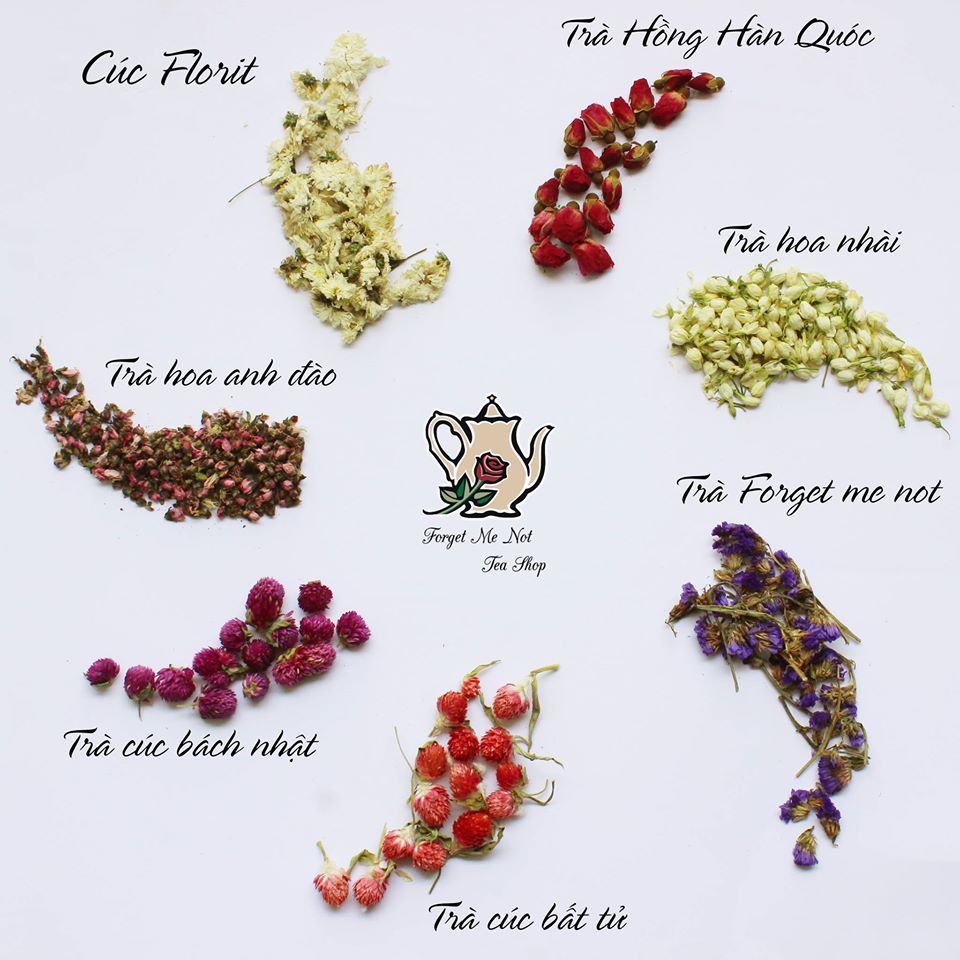 Trà Hồng Hàn Quóc
Cúc Florit
Trà hoa nhài
Trà hoa anh đào
Trà Forget me not
Forget Me Not
Tea Shop
Trà cúc bách nhật
Trà cúc bất tử